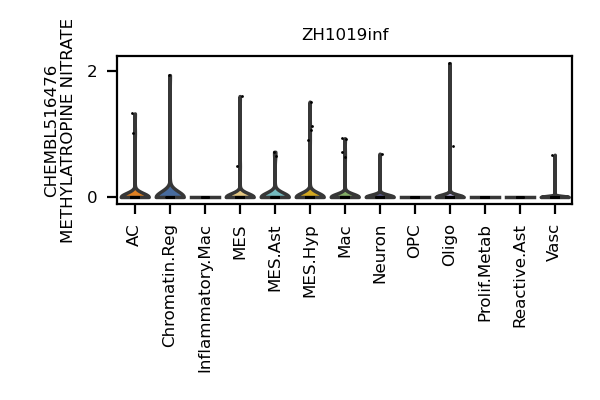 ZH1019inf
CHEMBL516476
METHYLATROPINE NITRATE
2
0
AC
Chromatin.Reg
Inflammatory.Mac
MES
MES.Ast
MES.Hyp
Mac
Neuron
OPC
Oligo
Prolif.Metab
Reactive.Ast
Vasc